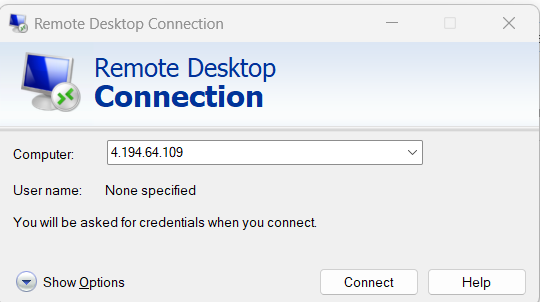 Remote Desktop Connection
Remote Desktop
Connection
Computer: 4.194.64.109
User name: None specified
You will be asked for credentials when you connect.
Show Options Connect Help